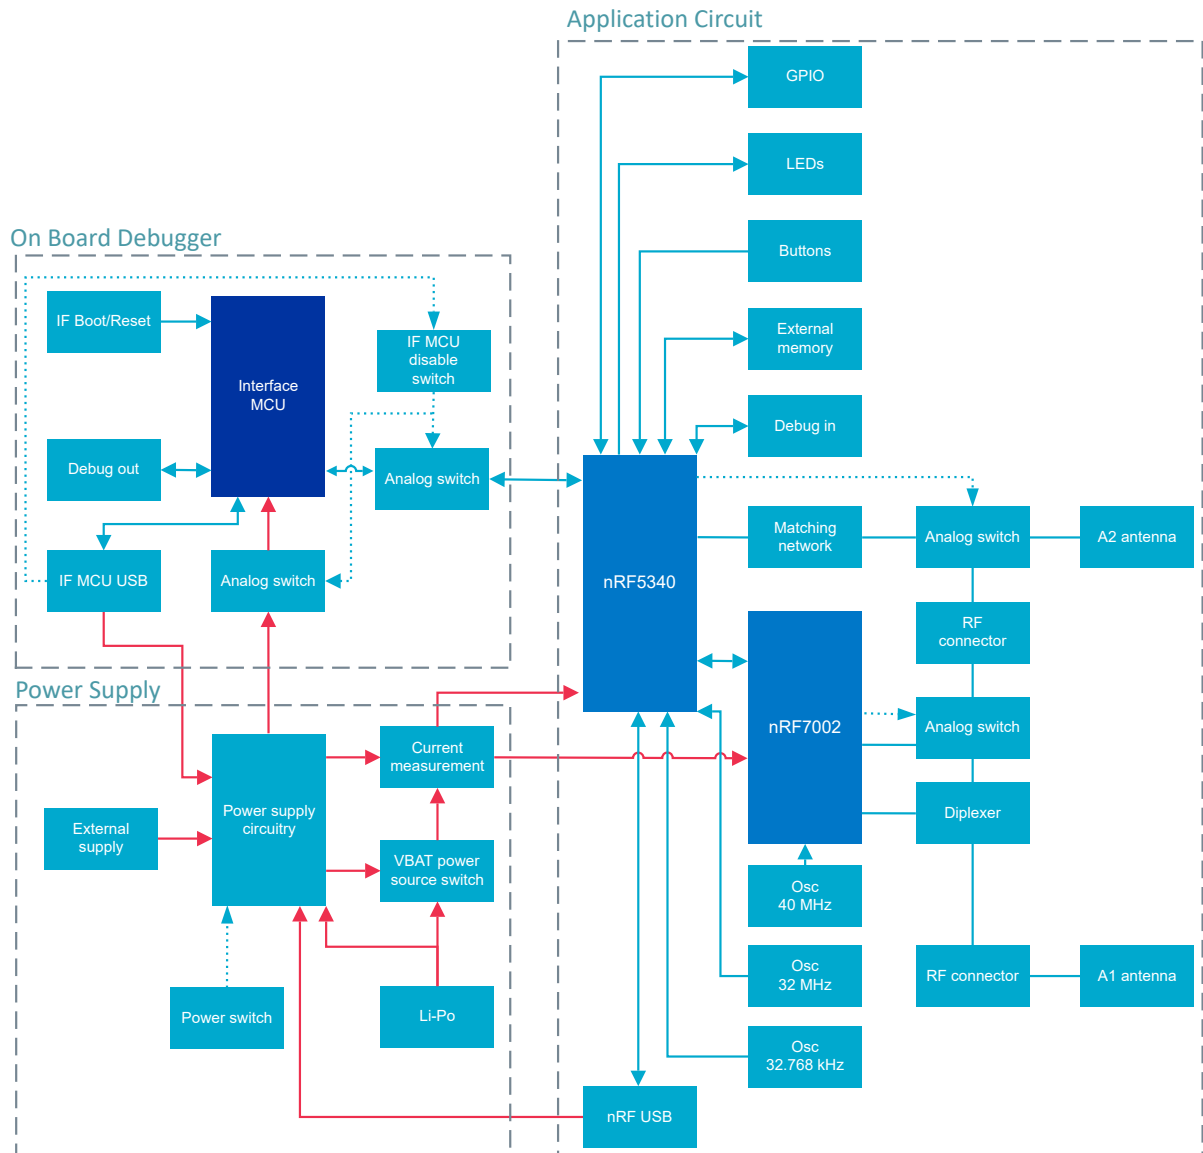 Application Circuit
GPIO
LEDs
Buttons
External
memory
Debug in
On Board Debugger
IF Boot/Reset
Interface
MCU
IF MCU
disable
switch
Debug out
Analog switch
IF MCU USB
Analog switch
nRF5340
Matching
network
Analog switch
A2 antenna
RF
connector
nRF7002
Analog switch
Diplexer
Osc
40 MHz
Osc
32 MHz
RF connector
A1 antenna
Osc
32.768 kHz
nRF USB
Power Supply
Current
measurement
Power supply
circuitry
External
supply
VBAT power
source switch
Power switch
Li-Po